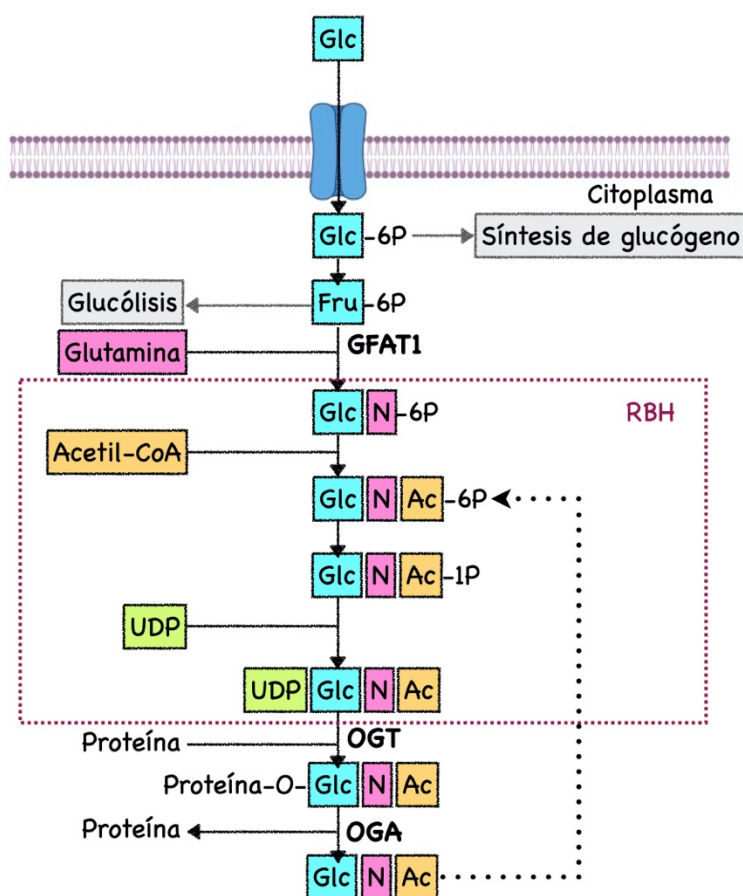 Glc
Citoplasma
Glc -6P
Síntesis de glucógeno
Glucólisis
Fru -6P
Glutamina
GFAT1
RBH
Glc N -6P
Acetil-CoA
Glc N Ac -6P
Glc N Ac -1P
UDP
UDP Glc N Ac
Proteína
OGT
Proteína-O- Glc N Ac
Proteína
OGA
Glc N Ac